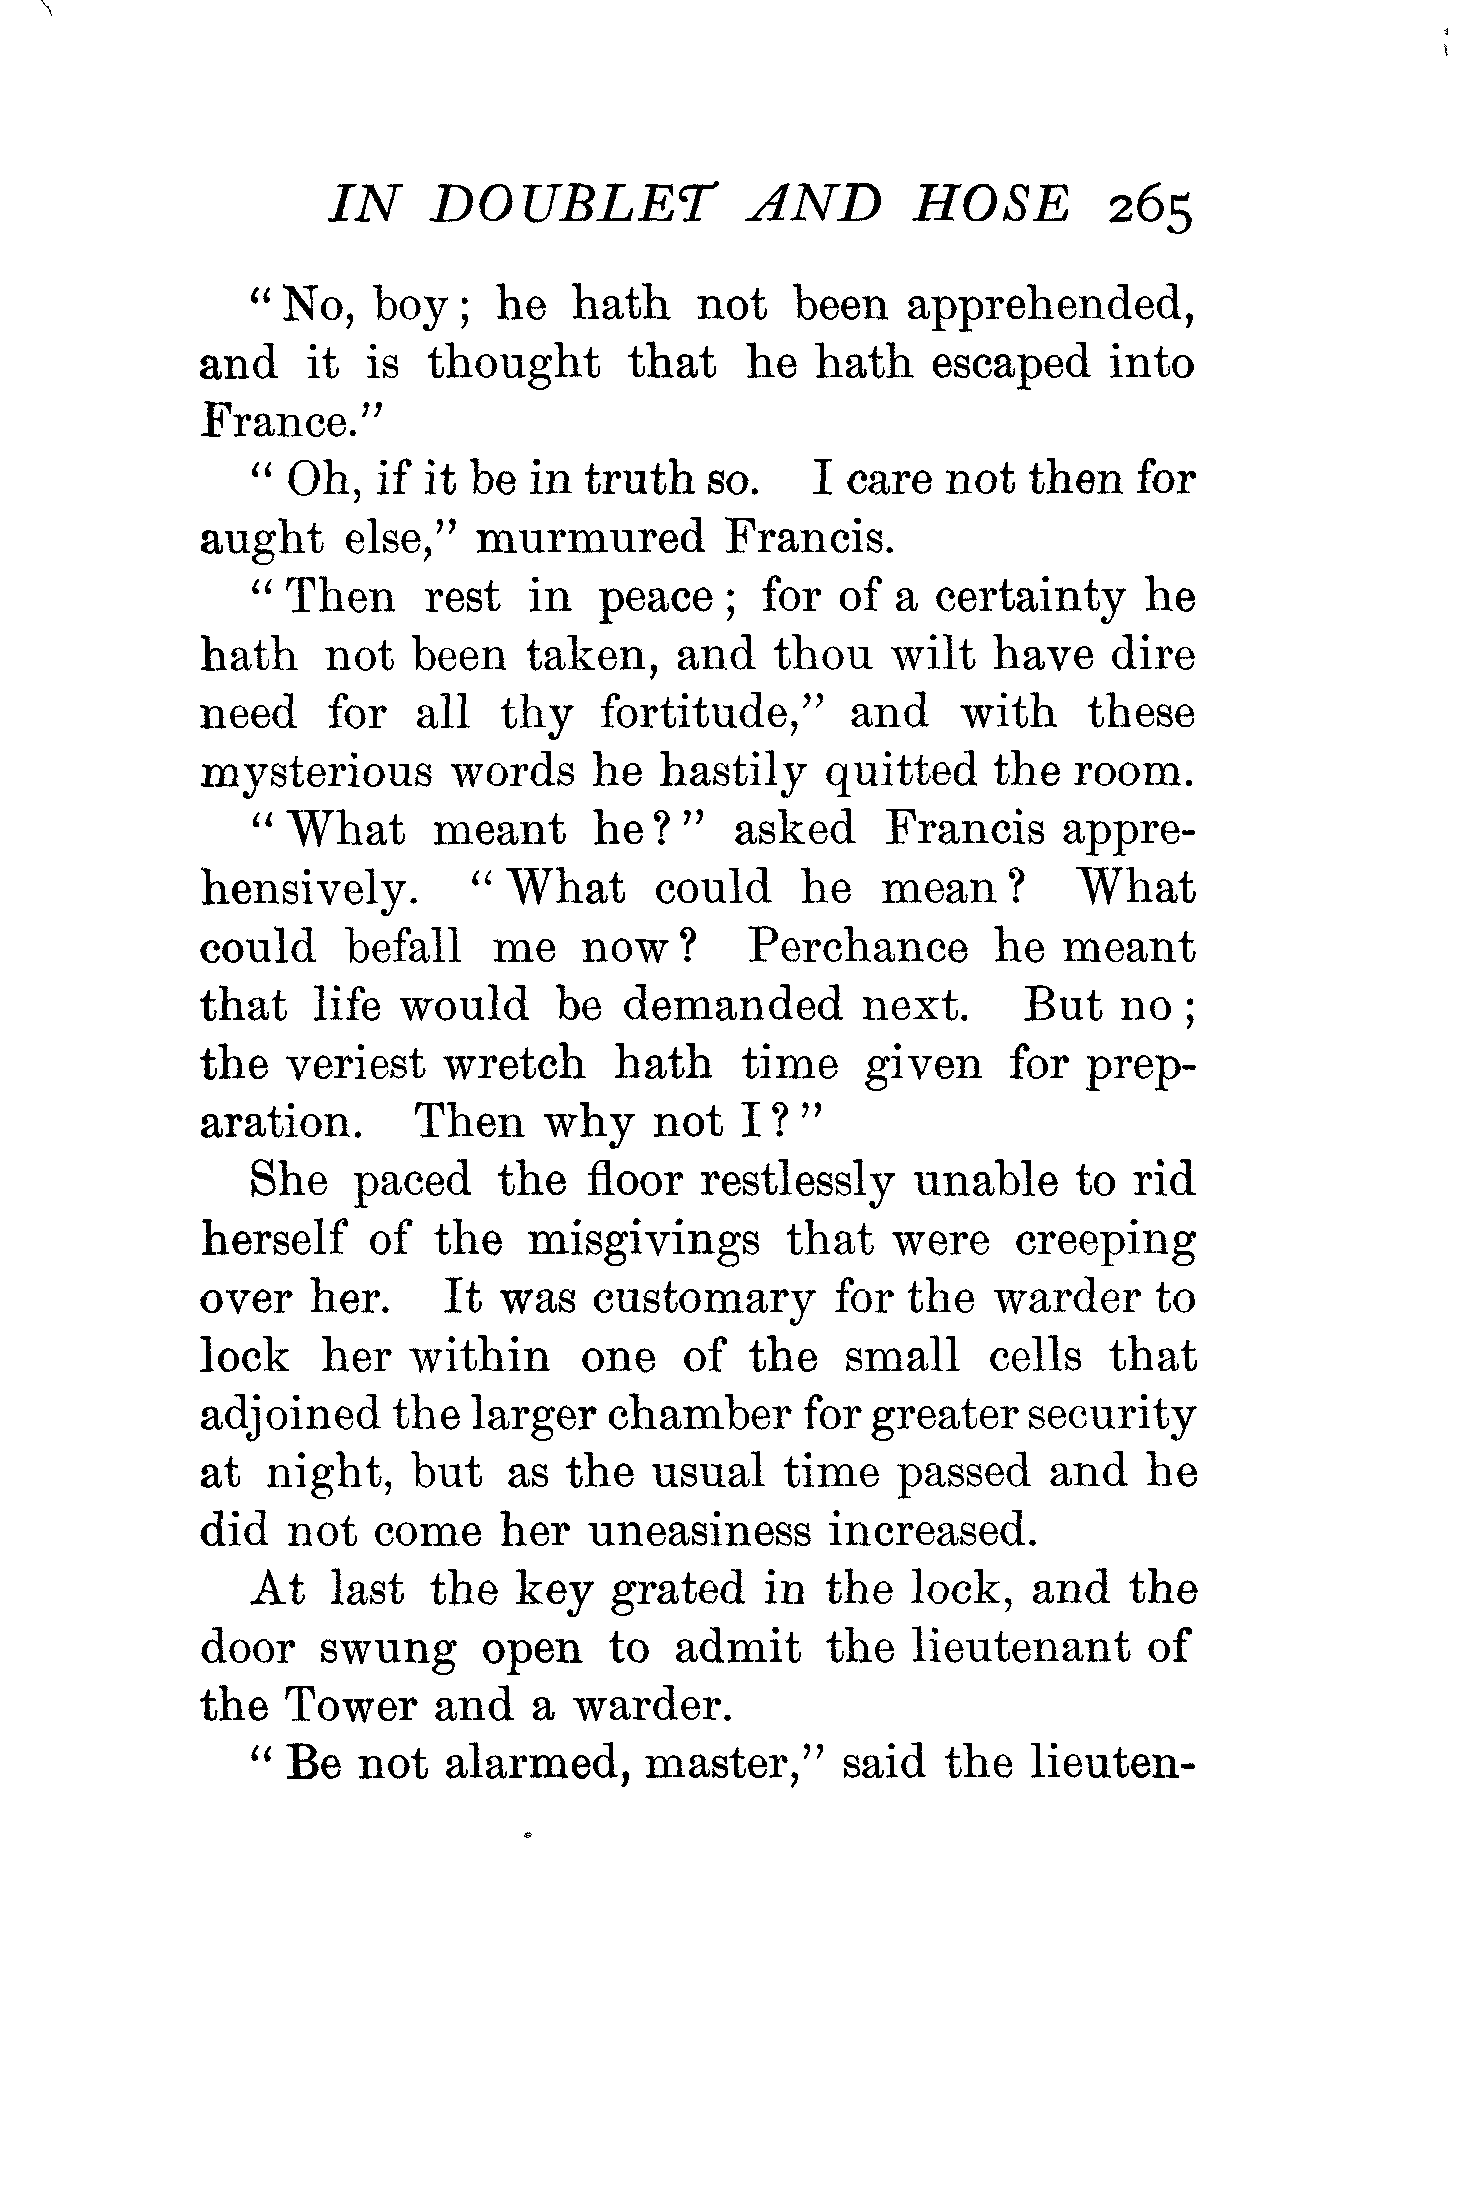 IN DOUBLET AND HOSE 265
“No, boy; he hath not been apprehended,
and it is thought that he hath escaped into
France.”
“Oh, if it be in truth so. I care not then for
aught else,” murmured Francis.
“Then rest in peace; for of a certainty he
hath not been taken, and thou wilt have dire
need for all thy fortitude,” and with these
mysterious words he hastily quitted the room.
“What meant he?” asked Francis appre-
hensively. “What could he mean? What
could befall me now? Perchance he meant
that life would be demanded next. But no;
the veriest wretch hath time given for prep-
aration. Then why not I?”
She paced the floor restlessly unable to rid
herself of the misgivings that were creeping
over her. It was customary for the warder to
lock her within one of the small cells that
adjoined the larger chamber for greater security
at night, but as the usual time passed and he
did not come her uneasiness increased.
At last the key grated in the lock, and the
door swung open to admit the lieutenant of
the Tower and a warder.
“Be not alarmed, master,” said the lieuten-